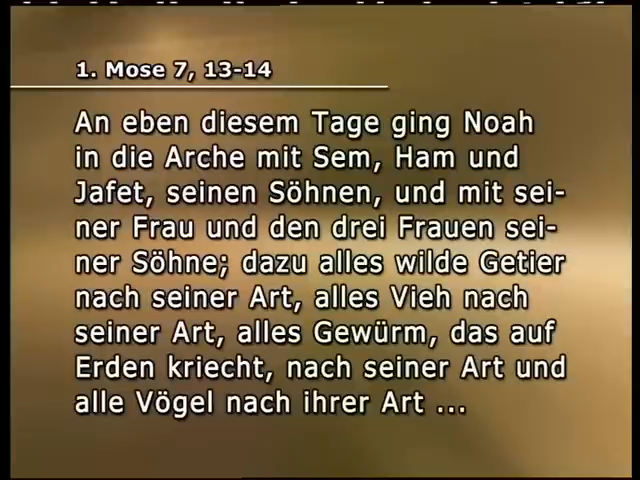 1. Mose 7, 13-14
An eben diesem Tage ging Noah
in die Arche mit Sem, Ham und
Jafet, seinen Söhnen, und mit sei-
ner Frau und den drei Frauen sei-
ner Söhne; dazu alles wilde Getier
nach seiner Art, alles Vieh nach
seiner Art, alles Gewürm, das auf
Erden kriecht, nach seiner Art und
alle Vögel nach ihrer Art ...